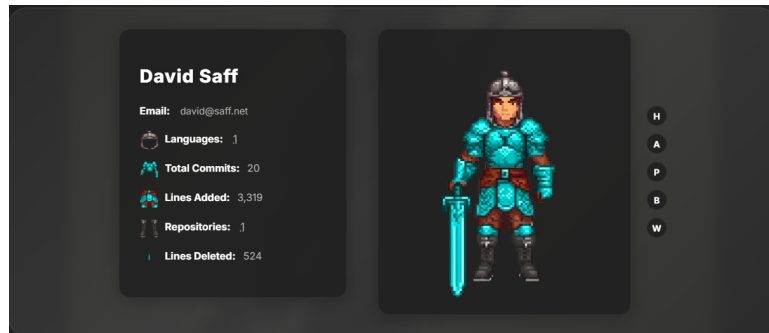 David Saff
Email: david@saff.net
Languages: 1
Total Commits: 20
Lines Added: 3,319
Repositories: 1
Lines Deleted: 524
H
A
P
B
W